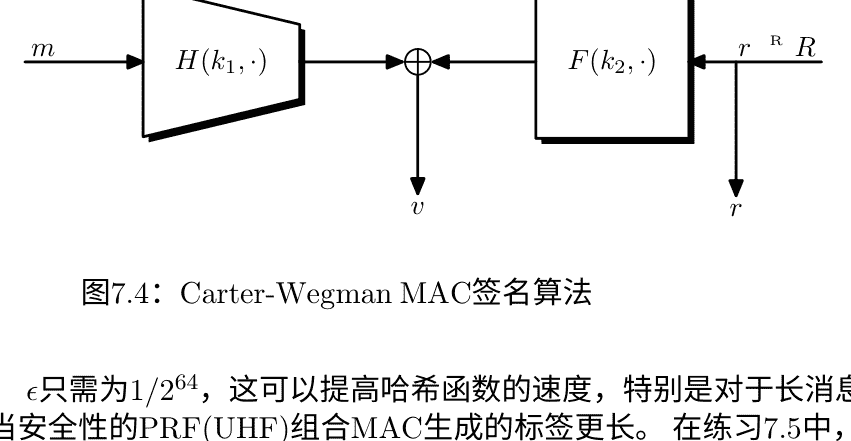 m H(k₁, ·) F(k₂, ·) r R R
v r
图7.4：Carter-Wegman MAC签名算法
ϵ只需为1/2⁶⁴，这可以提高哈希函数的速度，特别是对于长消息
当安全性的PRF(UHF)组合MAC生成的标签更长。 在练习7.5中，